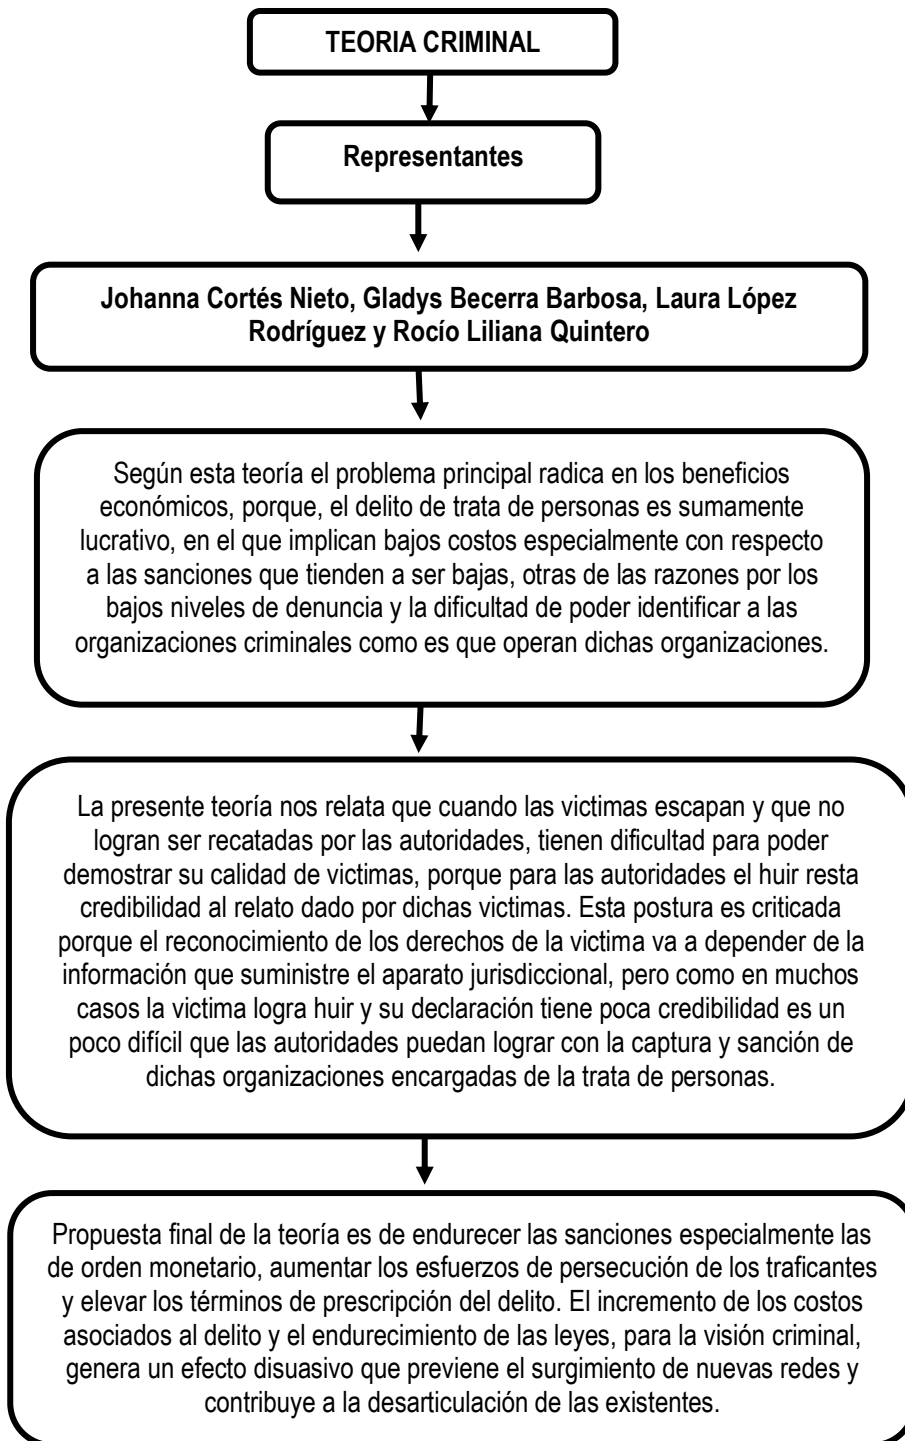 TEORIA CRIMINAL
Representantes
Johanna Cortés Nieto, Gladys Becerra Barbosa, Laura López
Rodríguez y Rocío Liliana Quintero
Según esta teoría el problema principal radica en los beneficios
económicos, porque, el delito de trata de personas es sumamente
lucrativo, en el que implican bajos costos especialmente con respecto
a las sanciones que tienden a ser bajas, otras de las razones por los
bajos niveles de denuncia y la dificultad de poder identificar a las
organizaciones criminales como es que operan dichas organizaciones.
La presente teoría nos relata que cuando las victimas escapan y que no
logran ser recatadas por las autoridades, tienen dificultad para poder
demostrar su calidad de victimas, porque para las autoridades el huir resta
credibilidad al relato dado por dichas victimas. Esta postura es criticada
porque el reconocimiento de los derechos de la victima va a depender de la
información que suministre el aparato jurisdiccional, pero como en muchos
casos la victima logra huir y su declaración tiene poca credibilidad es un
poco difícil que las autoridades puedan lograr con la captura y sanción de
dichas organizaciones encargadas de la trata de personas.
Propuesta final de la teoría es de endurecer las sanciones especialmente las
de orden monetario, aumentar los esfuerzos de persecución de los traficantes
y elevar los términos de prescripción del delito. El incremento de los costos
asociados al delito y el endurecimiento de las leyes, para la visión criminal,
genera un efecto disuasivo que previene el surgimiento de nuevas redes y
contribuye a la desarticulación de las existentes.